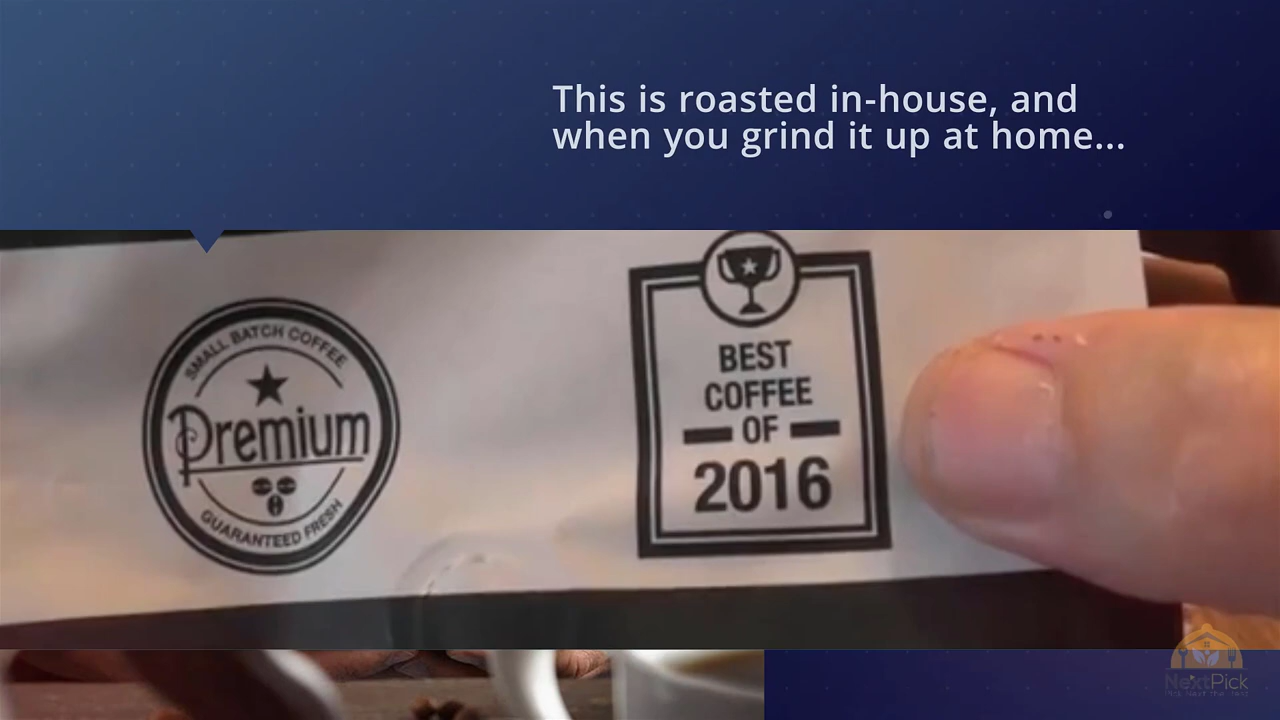 This is roasted in-house, and
when you grind it up at home...
SMALL BATCH COFFEE
Premium
GUARANTEED FRESH
BEST
COFFEE
OF
2016
NextPick